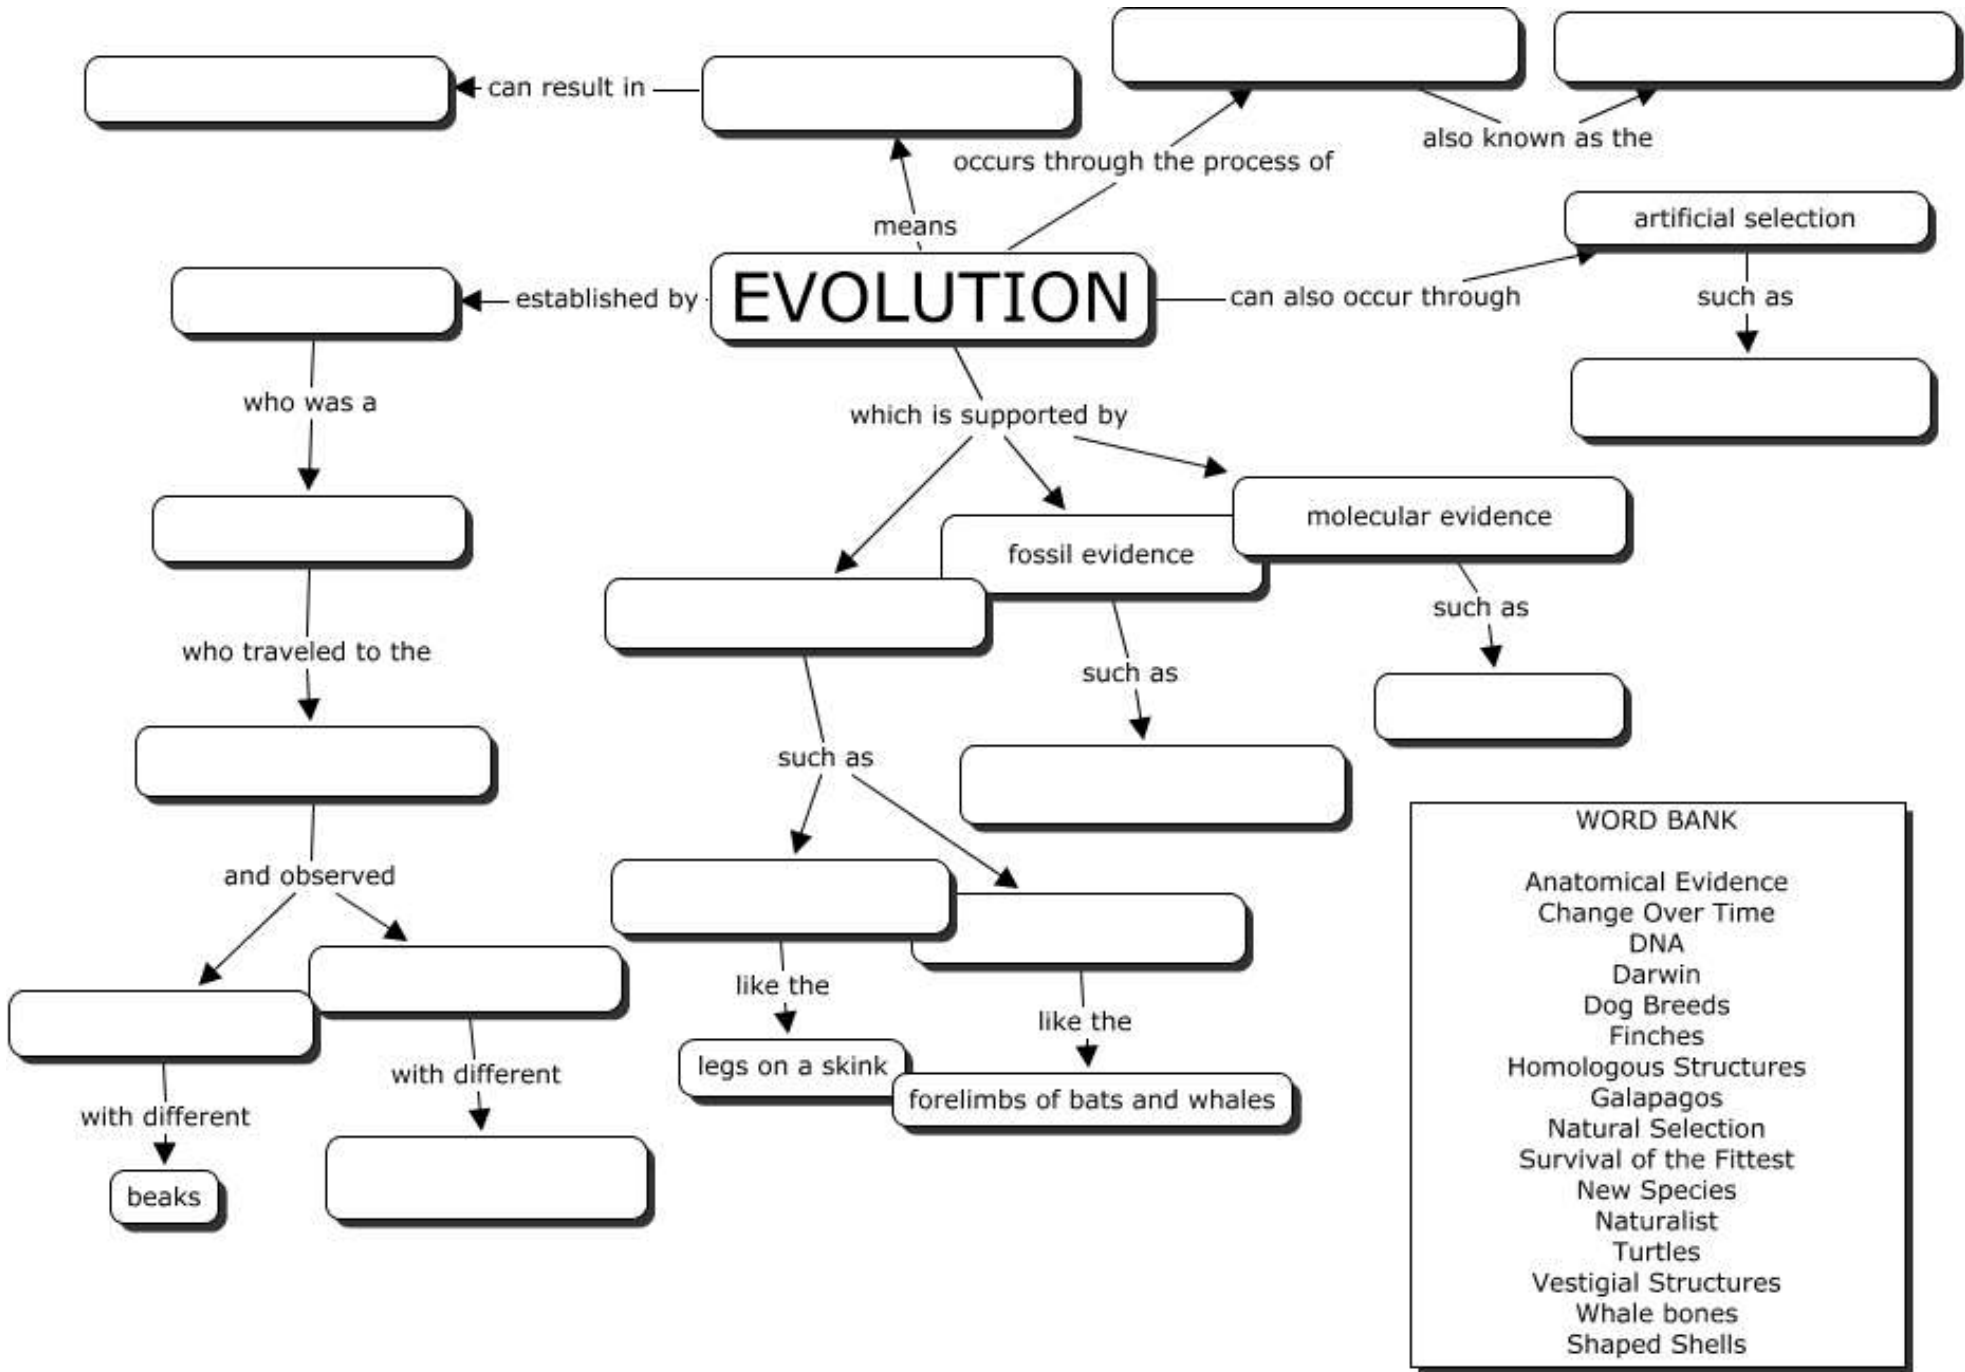 can result in
also known as the
occurs through the process of
artificial selection
means
EVOLUTION
established by
can also occur through
such as
who was a
which is supported by
molecular evidence
fossil evidence
such as
who traveled to the
such as
such as
and observed
like the
like the
legs on a skink
forelimbs of bats and whales
with different
with different
beaks
WORD BANK
Anatomical Evidence
Change Over Time
DNA
Darwin
Dog Breeds
Finches
Homologous Structures
Galapagos
Natural Selection
Survival of the Fittest
New Species
Naturalist
Turtles
Vestigial Structures
Whale bones
Shaped Shells